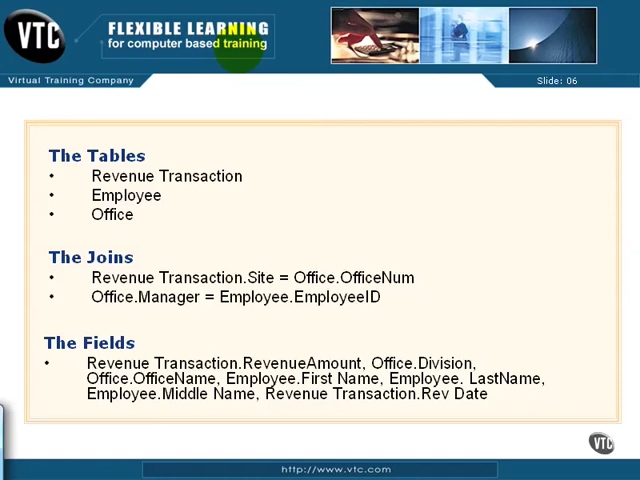 VTC
FLEXIBLE LEARNING
for computer based training
Virtual Training Company
Slide: 06
The Tables
• Revenue Transaction
• Employee
• Office
The Joins
• Revenue Transaction.Site = Office.OfficeNum
• Office.Manager = Employee.EmployeeID
The Fields
• Revenue Transaction.RevenueAmount, Office.Division,
Office.OfficeName, Employee.First Name, Employee. LastName,
Employee.Middle Name, Revenue Transaction.Rev Date
VTC
http://www.vtc.com